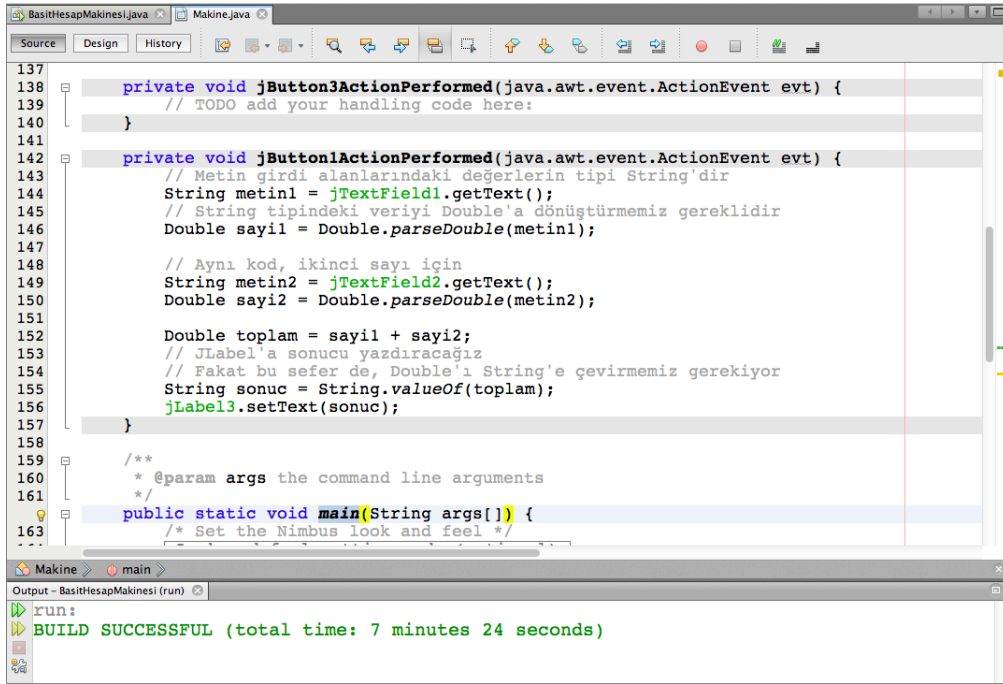 BasitHesapMakinesi.java Makine.java
Source Design History
137
138 private void jButton3ActionPerformed(java.awt.event.ActionEvent evt) {
139 // TODO add your handling code here:
140 }
141
142 private void jButton1ActionPerformed(java.awt.event.ActionEvent evt) {
143 // Metin girdi alanlarındaki değerlerin tipi String'dir
144 String metin1 = jTextField1.getText();
145 // String tipindeki veriyi Double'a dönüştürmemiz gereklidir
146 Double sayi1 = Double.parseDouble(metin1);
147
148 // Aynı kod, ikinci sayı için
149 String metin2 = jTextField2.getText();
150 Double sayi2 = Double.parseDouble(metin2);
151
152 Double toplam = sayi1 + sayi2;
153 // JLabel'a sonucu yazdıracağız
154 // Fakat bu sefer de, Double'ı String'e çevirmemiz gerekiyor
155 String sonuc = String.valueOf(toplam);
156 jLabel3.setText(sonuc);
157 }
158
159 /**
160 * @param args the command line arguments
161 */
public static void main(String args[]) {
163 /* Set the Nimbus look and feel */
Makine main
Output - BasitHesapMakinesi (run)
run:
BUILD SUCCESSFUL (total time: 7 minutes 24 seconds)